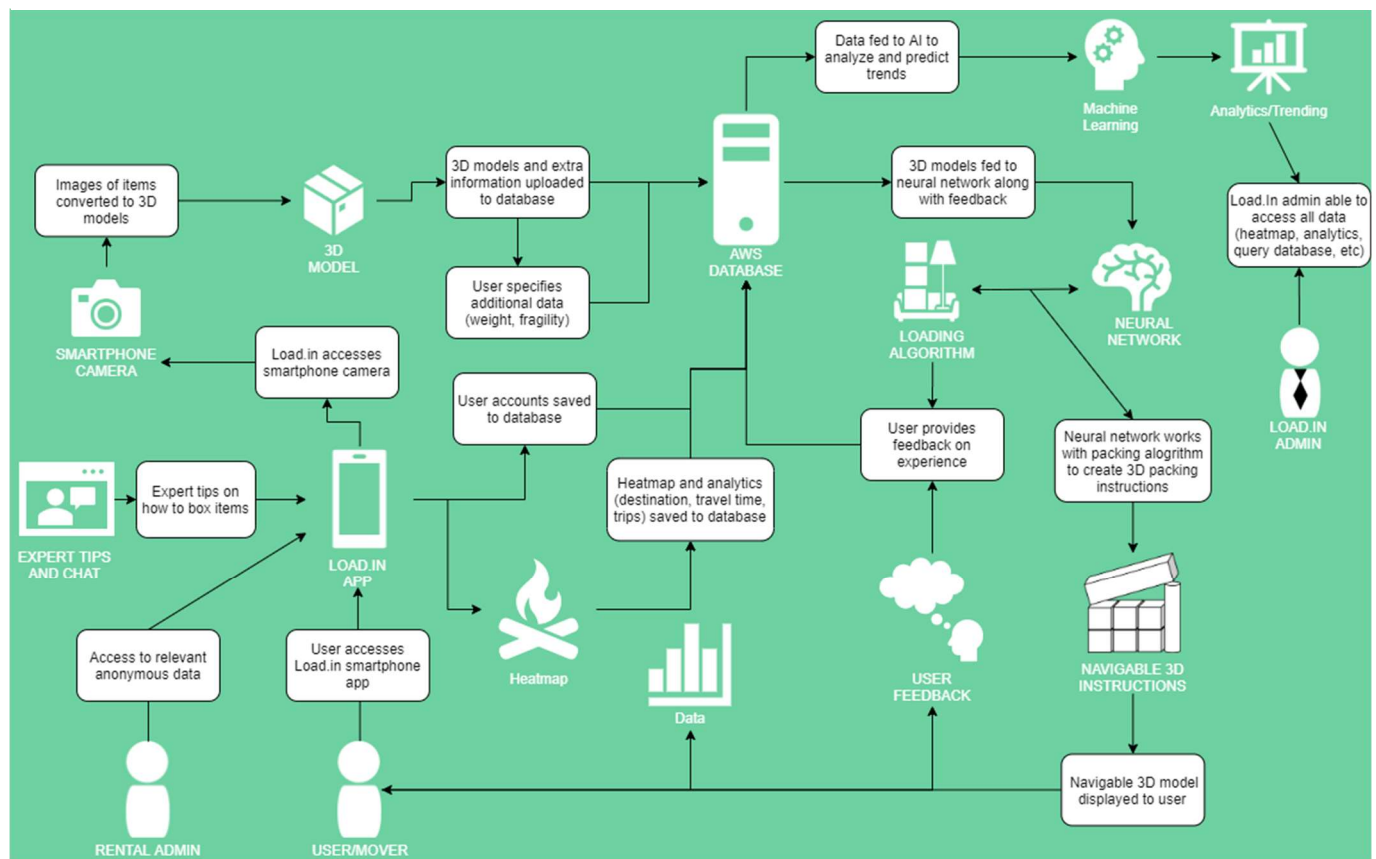 Data fed to AI to
analyze and predict
trends
Machine
Learning
Analytics/Trending
Images of items
converted to 3D
models
3D
MODEL
3D models and extra
information uploaded
to database
User specifies
additional data
(weight, fragility)
AWS
DATABASE
3D models fed to
neural network along
with feedback
Load.In admin able to
access all data
(heatmap, analytics,
query database, etc)
LOADING
ALGORITHM
NEURAL
NETWORK
SMARTPHONE
CAMERA
Load.in accesses
smartphone camera
User accounts saved
to database
User provides
feedback on
experience
LOAD.IN
ADMIN
Neural network works
with packing alogrithm
to create 3D packing
instructions
Expert tips on
how to box items
EXPERT TIPS
AND CHAT
LOAD.IN
APP
Heatmap and analytics
(destination, travel time,
trips) saved to database
Access to relevant
anonymous data
User accesses
Load.in smartphone
app
Heatmap
Data
USER
FEEDBACK
NAVIGABLE 3D
INSTRUCTIONS
Navigable 3D model
displayed to user
RENTAL ADMIN
USER/MOVER